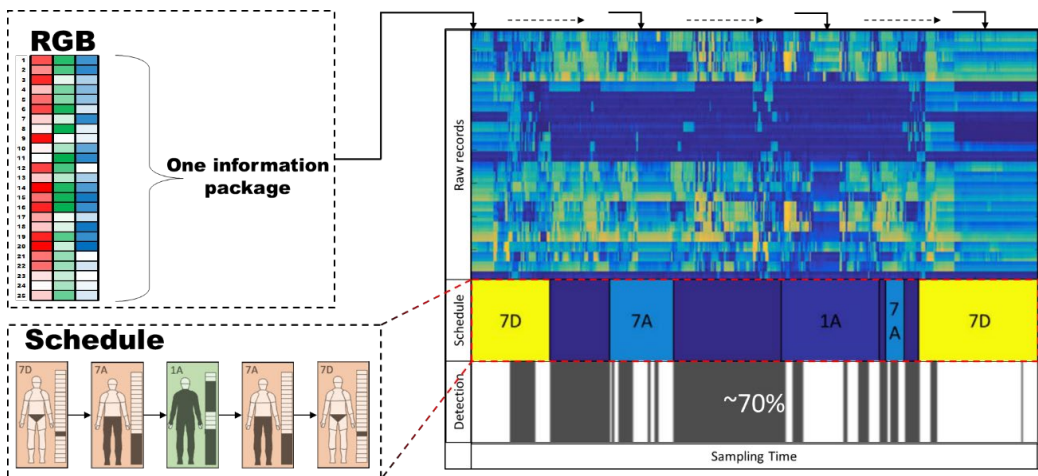 RGB
1
2
3
4
5
6
7
8
9
10
11
12
13
14
15
16
17
18
19
20
21
22
23
24
25
One information
package
Schedule
7D
7A
1A
7A
7D
Raw records
Schedule
7D
7A
1A
7
A
7D
Detection
~70%
Sampling Time